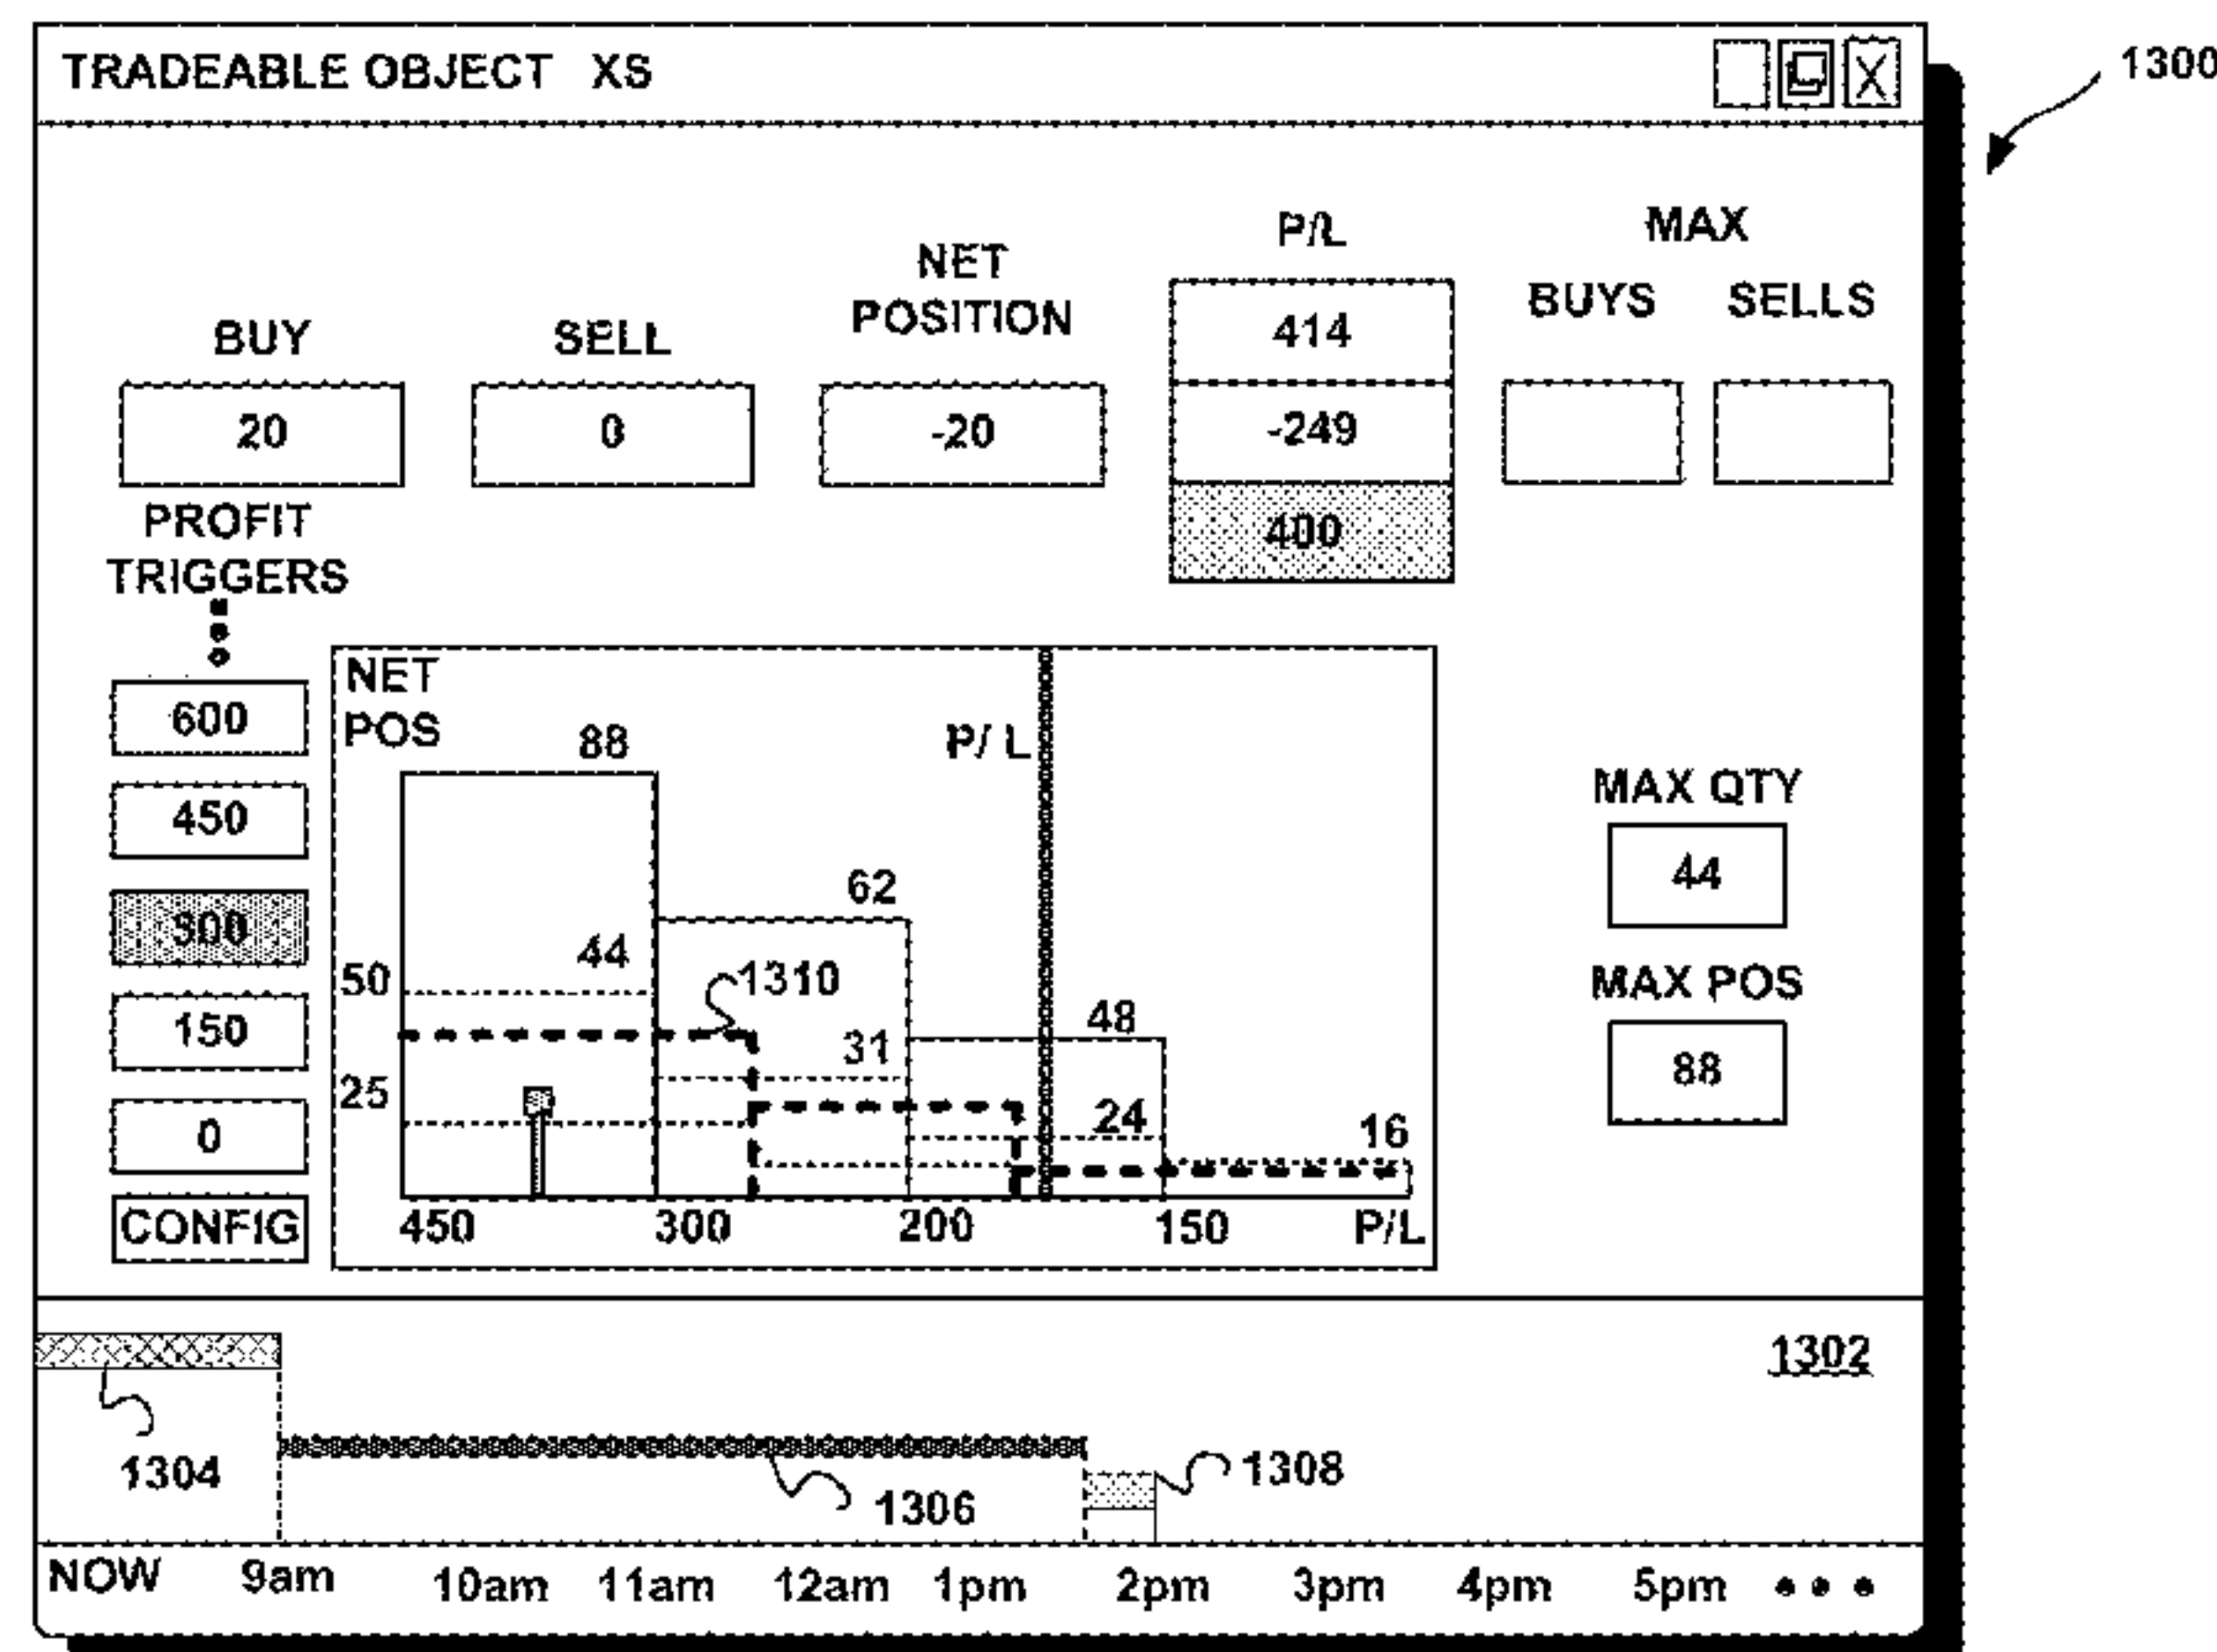 TRADEABLE OBJECT XS
X
1300
P/L
MAX
NET
POSITION
BUYS
SELLS
BUY
SELL
414
20
0
-20
-249
400
PROFIT
TRIGGERS
600
450
300
150
0
CONFIG
NET
POS
88
P/ L
62
44
50
1310
31
48
25
24
16
450
300
200
150
P/L
MAX QTY
44
MAX POS
88
1302
1304
1306
1308
NOW 9am 10am 11am 12am 1pm 2pm 3pm 4pm 5pm